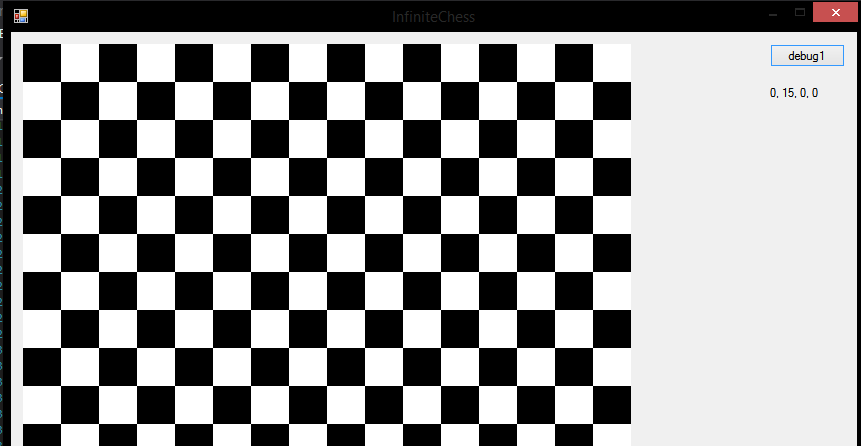 InfiniteChess
debug1
0, 15, 0, 0